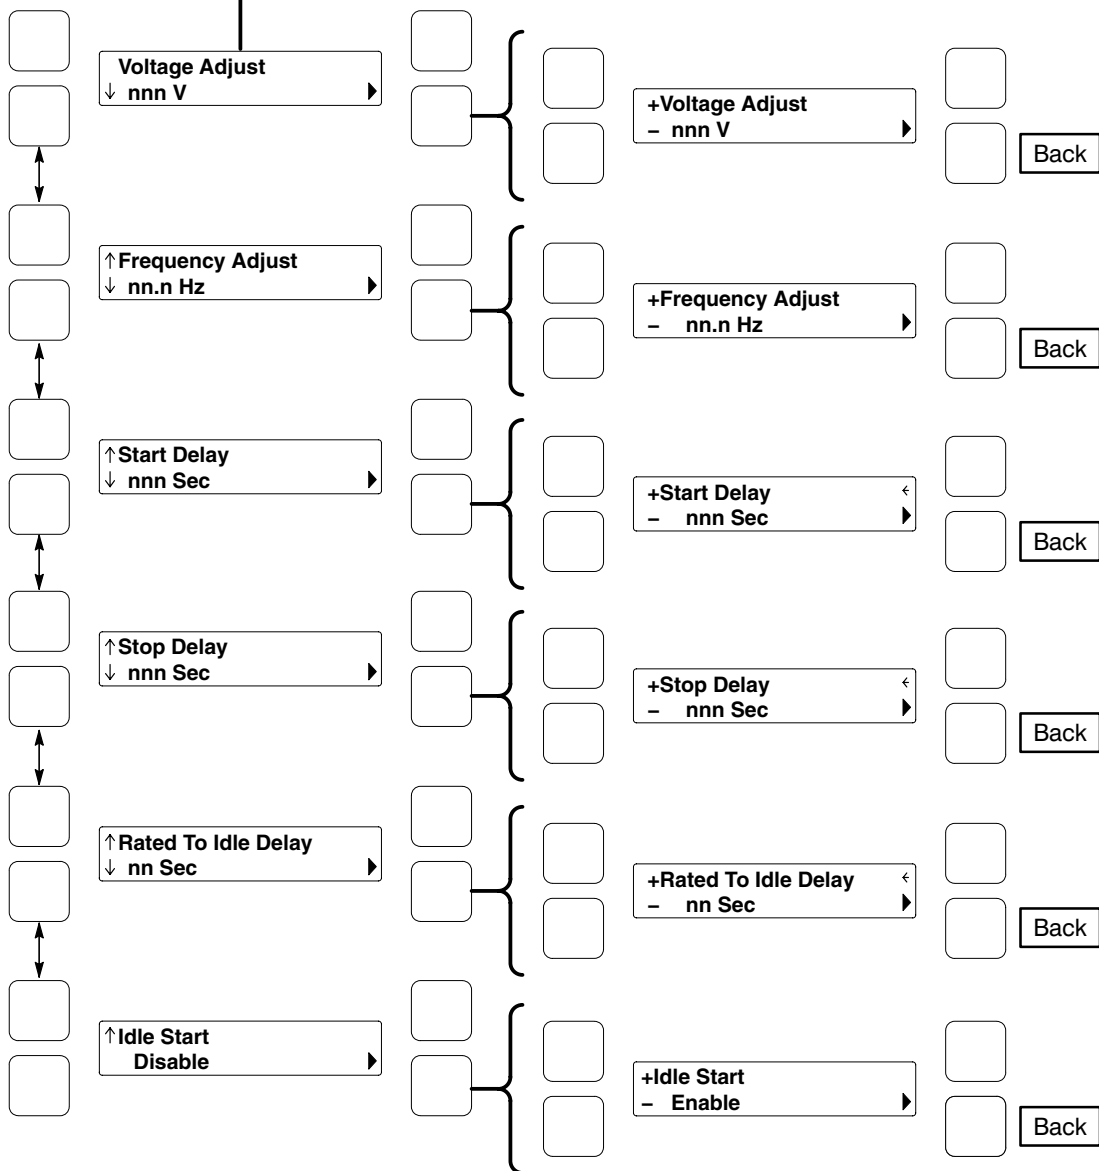 Voltage Adjust
↓ nnn V
+Voltage Adjust
– nnn V
Back
↑Frequency Adjust
↓ nn.n Hz
+Frequency Adjust
– nn.n Hz
Back
↑Start Delay
↓ nnn Sec
+Start Delay
– nnn Sec
Back
↑Stop Delay
↓ nnn Sec
+Stop Delay
– nnn Sec
Back
↑Rated To Idle Delay
↓ nn Sec
+Rated To Idle Delay
– nn Sec
Back
↑Idle Start
Disable
+Idle Start
– Enable
Back